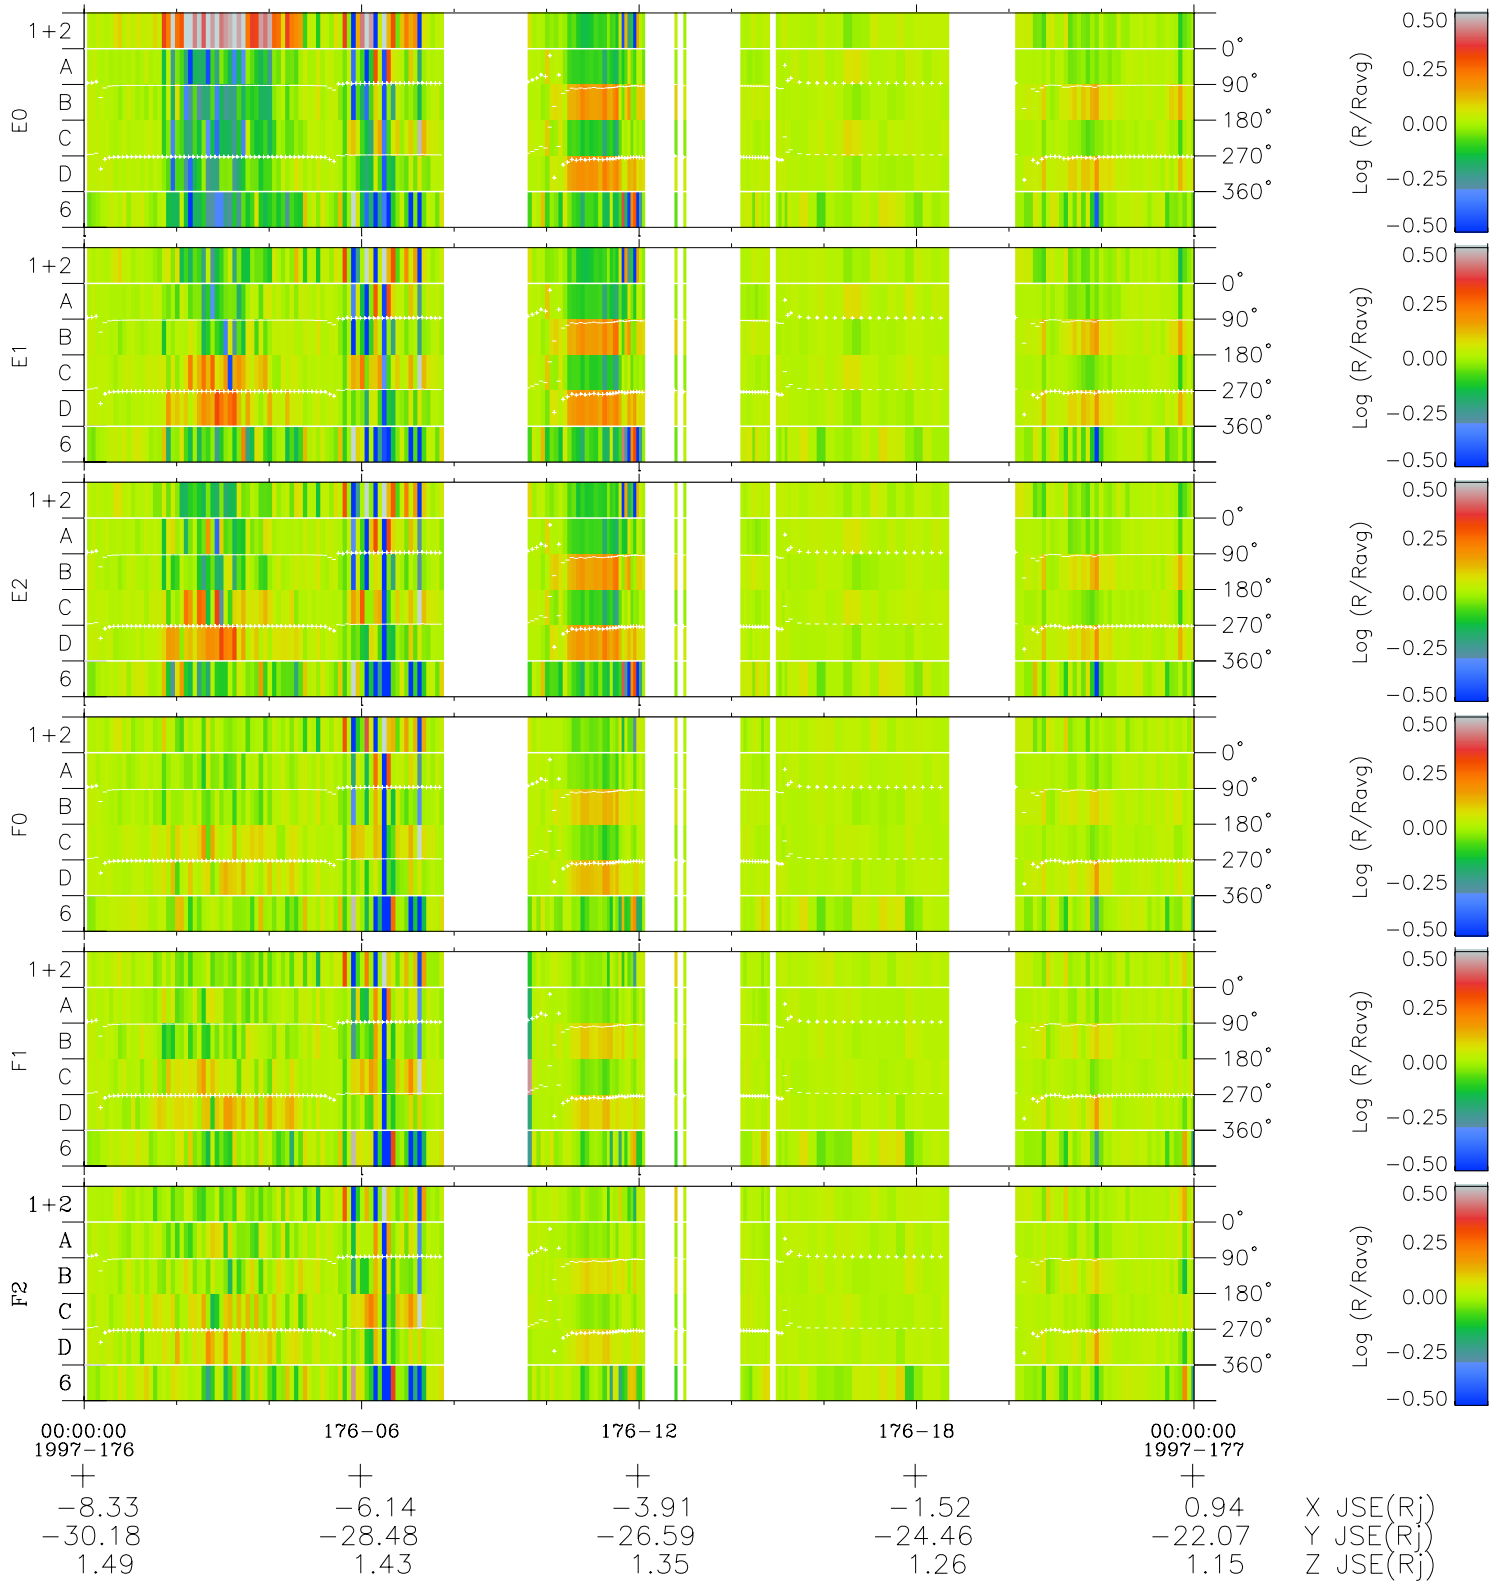 E0
1+2
A
B
C
D
6
0°
90°
180°
270°
360°
0.50
0.25
0.00
−0.25
−0.50
Log (R/Ravg)
E1
1+2
A
B
C
D
6
0°
90°
180°
270°
360°
0.50
0.25
0.00
−0.25
−0.50
Log (R/Ravg)
E2
1+2
A
B
C
D
6
0°
90°
180°
270°
360°
0.50
0.25
0.00
−0.25
−0.50
Log (R/Ravg)
F0
1+2
A
B
C
D
6
0°
90°
180°
270°
360°
0.50
0.25
0.00
−0.25
−0.50
Log (R/Ravg)
F1
1+2
A
B
C
D
6
0°
90°
180°
270°
360°
0.50
0.25
0.00
−0.25
−0.50
Log (R/Ravg)
F2
1+2
A
B
C
D
6
0°
90°
180°
270°
360°
0.50
0.25
0.00
−0.25
−0.50
Log (R/Ravg)
00:00:00 176−06 176−12 176−18 00:00:00
1997−176 1997−177
−8.33 −6.14 −3.91 −1.52 0.94 X JSE(Rj)
−30.18 −28.48 −26.59 −24.46 −22.07 Y JSE(Rj)
1.49 1.43 1.35 1.26 1.15 Z JSE(Rj)